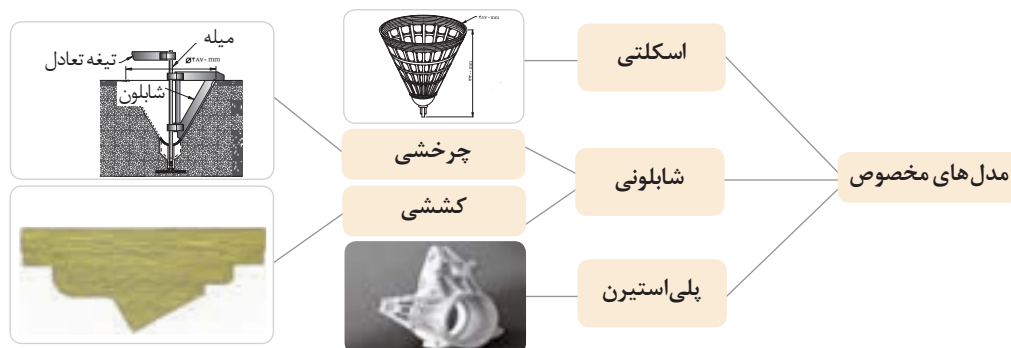 مدل‌های مخصوص
اسکلتی
شابلونی
پلی‌استیرن
چرخشی
کششی
میله
تیغه تعادل
شابلون